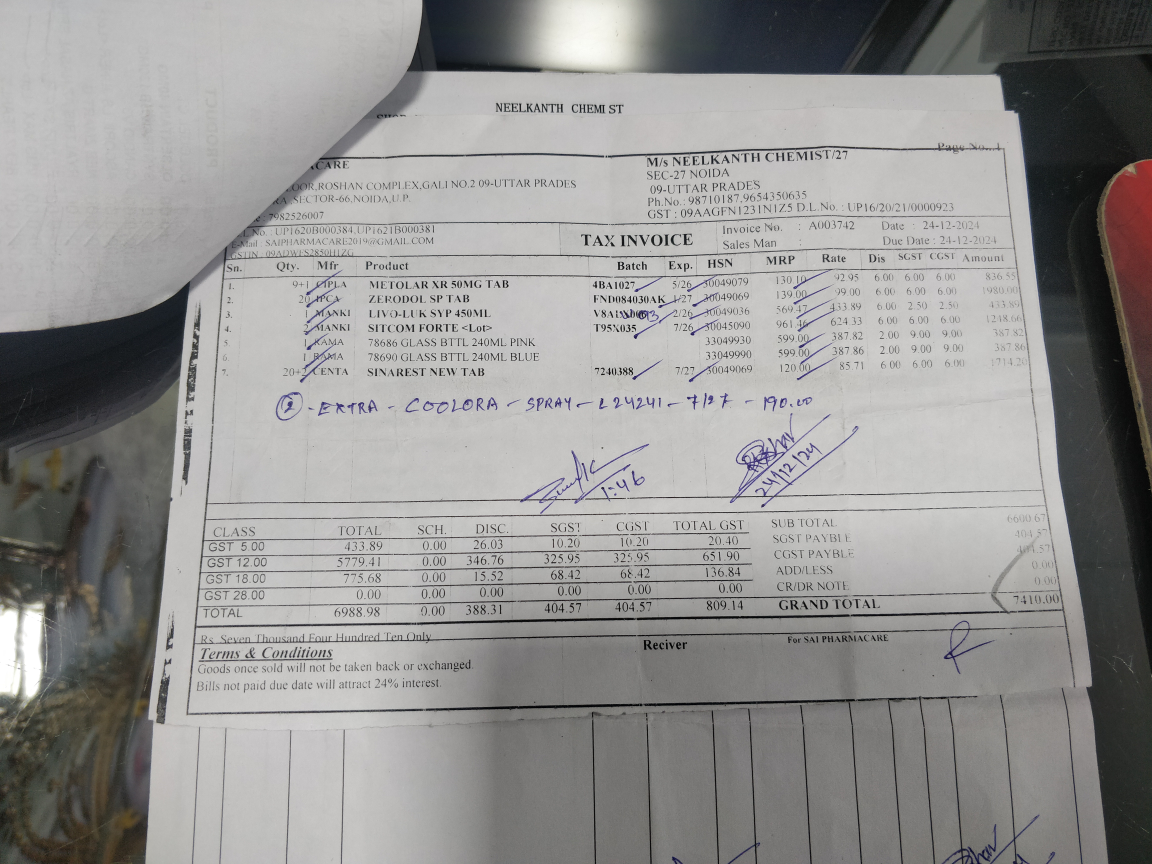 NEELKANTH CHEMIST
Page No..1
ACARE
LOOR,ROSHAN COMPLEX,GALI NO.2 09-UTTAR PRADES
RA ,SECTOR-66,NOIDA,U.P.
: 7982526007
L.No. : UP1620B000384,UP1621B000381
E-Mail : SAIPHARMACARE2019@GMAIL.COM
M/s NEELKANTH CHEMIST/27
SEC-27 NOIDA
09-UTTAR PRADES
Ph.No.: 98710187,9654350635
GST : 09AAGFN1231N1Z5 D.L.No. : UP16/20/21/0000923
TAX INVOICE
Invoice No. : A003742 Date : 24-12-2024
Sales Man : Due Date : 24-12-2024
Sn. Qty. Mfr Product Batch Exp. HSN MRP Rate Dis SGST CGST Amount
1. 9+1 CIPLA METOLAR XR 50MG TAB 4BA1027 5/26 30049079 130.10 92.95 6.00 6.00 6.00 836.55
2. 20 IPCA ZERODOL SP TAB FND084030AK 1/27 30049069 139.00 99.00 6.00 6.00 6.00 1980.00
3. 1 MANKI LIVO-LUK SYP 450ML 2/26 30049036 569.47 433.89 6.00 2.50 2.50 433.89
4. 2 MANKI SITCOM FORTE <Lot> T95X035 7/26 30045090 961.46 624.33 6.00 6.00 6.00 1248.66
5. 1 RAMA 78686 GLASS BTTL 240ML PINK 33049930 599.00 387.82 2.00 9.00 9.00 387.82
6. 1 RAMA 78690 GLASS BTTL 240ML BLUE 33049990 599.00 387.86 2.00 9.00 9.00 387.86
7. 20+2 CENTA SINAREST NEW TAB 7240388 7/27 30049069 120.00 85.71 6.00 6.00 6.00 1714.20
2 - EXTRA - COOLORA - SPRAY - L24241 - 7/27 - 190.00
1:46
24/12/24
CLASS TOTAL SCH. DISC. SGST CGST TOTAL GST
GST 5.00 433.89 0.00 26.03 10.20 10.20 20.40
GST 12.00 5779.41 0.00 346.76 325.95 325.95 651.90
GST 18.00 775.68 0.00 15.52 68.42 68.42 136.84
GST 28.00 0.00 0.00 0.00 0.00 0.00 0.00
TOTAL 6988.98 0.00 388.31 404.57 404.57 809.14
SUB TOTAL 6600.67
SGST PAYBLE 404.57
CGST PAYBLE 404.57
ADD/LESS 0.00
CR/DR NOTE 0.00
GRAND TOTAL 7410.00
Rs. Seven Thousand Four Hundred Ten Only
Terms & Conditions
Goods once sold will not be taken back or exchanged.
Bills not paid due date will attract 24% interest.
Reciver
For SAI PHARMACARE